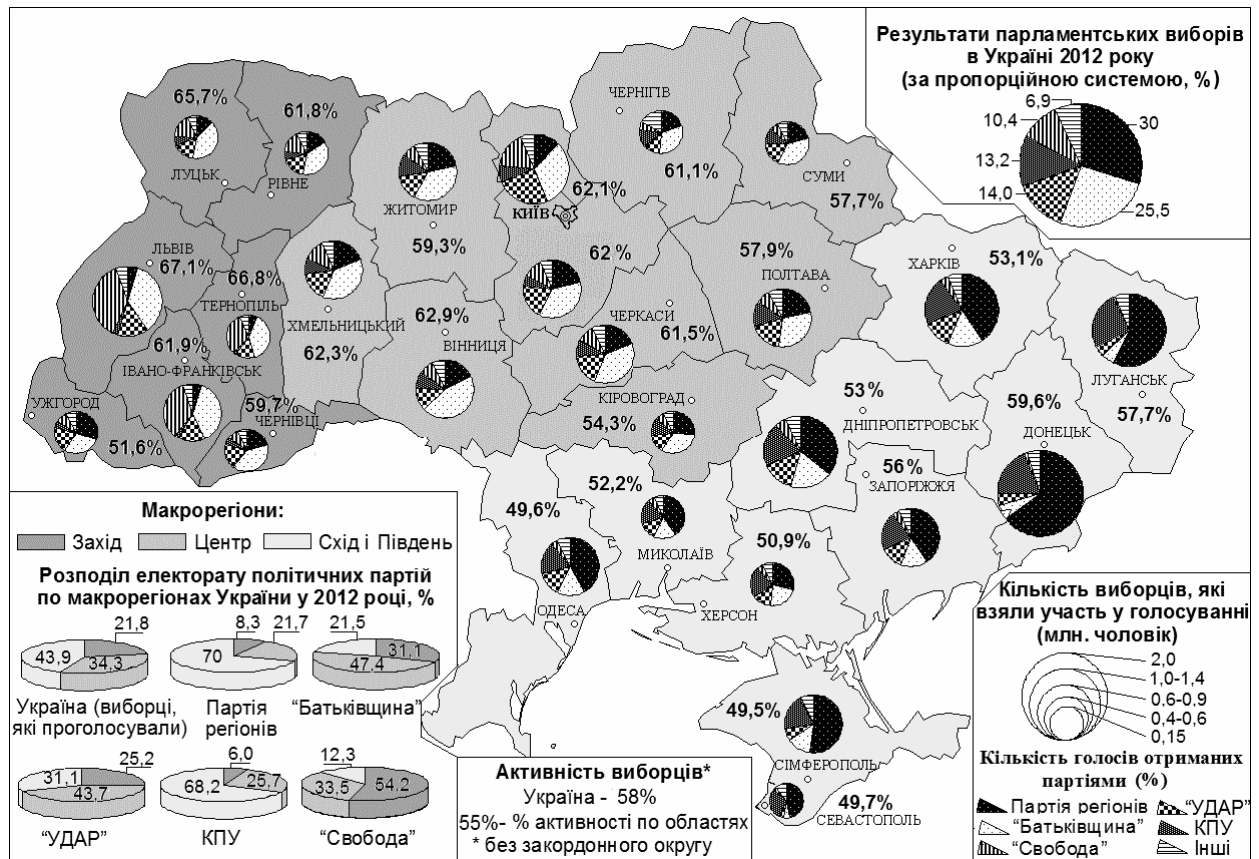 Результати парламентських виборів
в Україні 2012 року
(за пропорційною системою, %)
6,9
30
10,4
13,2
14,0
25,5
65,7%
ЛУЦЬК
61,8%
РІВНЕ
ЖИТОМИР
59,3%
62,1%
КИЇВ
62%
ЧЕРНІГІВ
61,1%
СУМИ
57,7%
ЛЬВІВ
67,1%
66,8%
ТЕРНОПІЛЬ
ХМЕЛЬНИЦЬКИЙ
62,3%
62,9%
ВІННИЦЯ
ЧЕРКАСИ
61,5%
57,9%
ПОЛТАВА
ХАРКІВ
53,1%
ЛУГАНСЬК
57,7%
61,9%
ІВАНО-ФРАНКІВСЬК
УЖГОРОД
51,6%
59,7%
ЧЕРНІВЦІ
КІРОВОГРАД
54,3%
53%
ДНІПРОПЕТРОВСЬК
59,6%
ДОНЕЦЬК
56%
ЗАПОРІЖЖЯ
49,6%
ОДЕСА
52,2%
МИКОЛАЇВ
50,9%
ХЕРСОН
49,5%
СІМФЕРОПОЛЬ
49,7%
СЕВАСТОПОЛЬ
Макрорегіони:
Захід Центр Схід і Південь
Розподіл електорату політичних партій
по макрорегіонах України у 2012 році, %
21,8
43,9
34,3
Україна (виборці,
які проголосували)
8,3
21,7
70
Партія
регіонів
21,5
31,1
47,4
“Батьківщина”
25,2
31,1
43,7
“УДАР”
6,0
25,7
68,2
КПУ
12,3
33,5
54,2
“Свобода”
Активність виборців*
Україна - 58%
55%- % активності по областях
* без закордонного округу
Кількість виборців, які
взяли участь у голосуванні
(млн. чоловік)
2,0
1,0-1,4
0,6-0,9
0,4-0,6
0,15
Кількість голосів отриманих
партіями (%)
Партія регіонів “УДАР”
“Батьківщина” КПУ
“Свобода” Інші